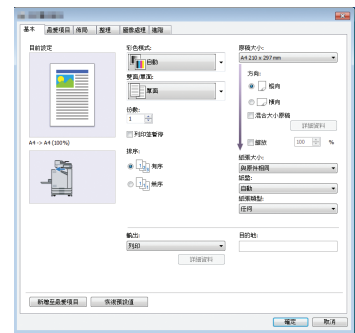 基本 我的最愛項目 佈局 整理 圖像處理 進階
目前設定
A4 -> A4 (100%)
彩色模式:
自動
雙面/單面:
單面
份數:
1
列印並暫停
排序:
有序
無序
輸出:
列印
詳細資料
原稿大小:
A4 210 x 297 mm
方向:
縱向
橫向
混合大小原稿
詳細資料
縮放 100 %
紙張大小:
與原件相同
紙盤:
自動
紙張類型:
任何
目的地:
新增至最愛項目 恢復預設值
確定 取消